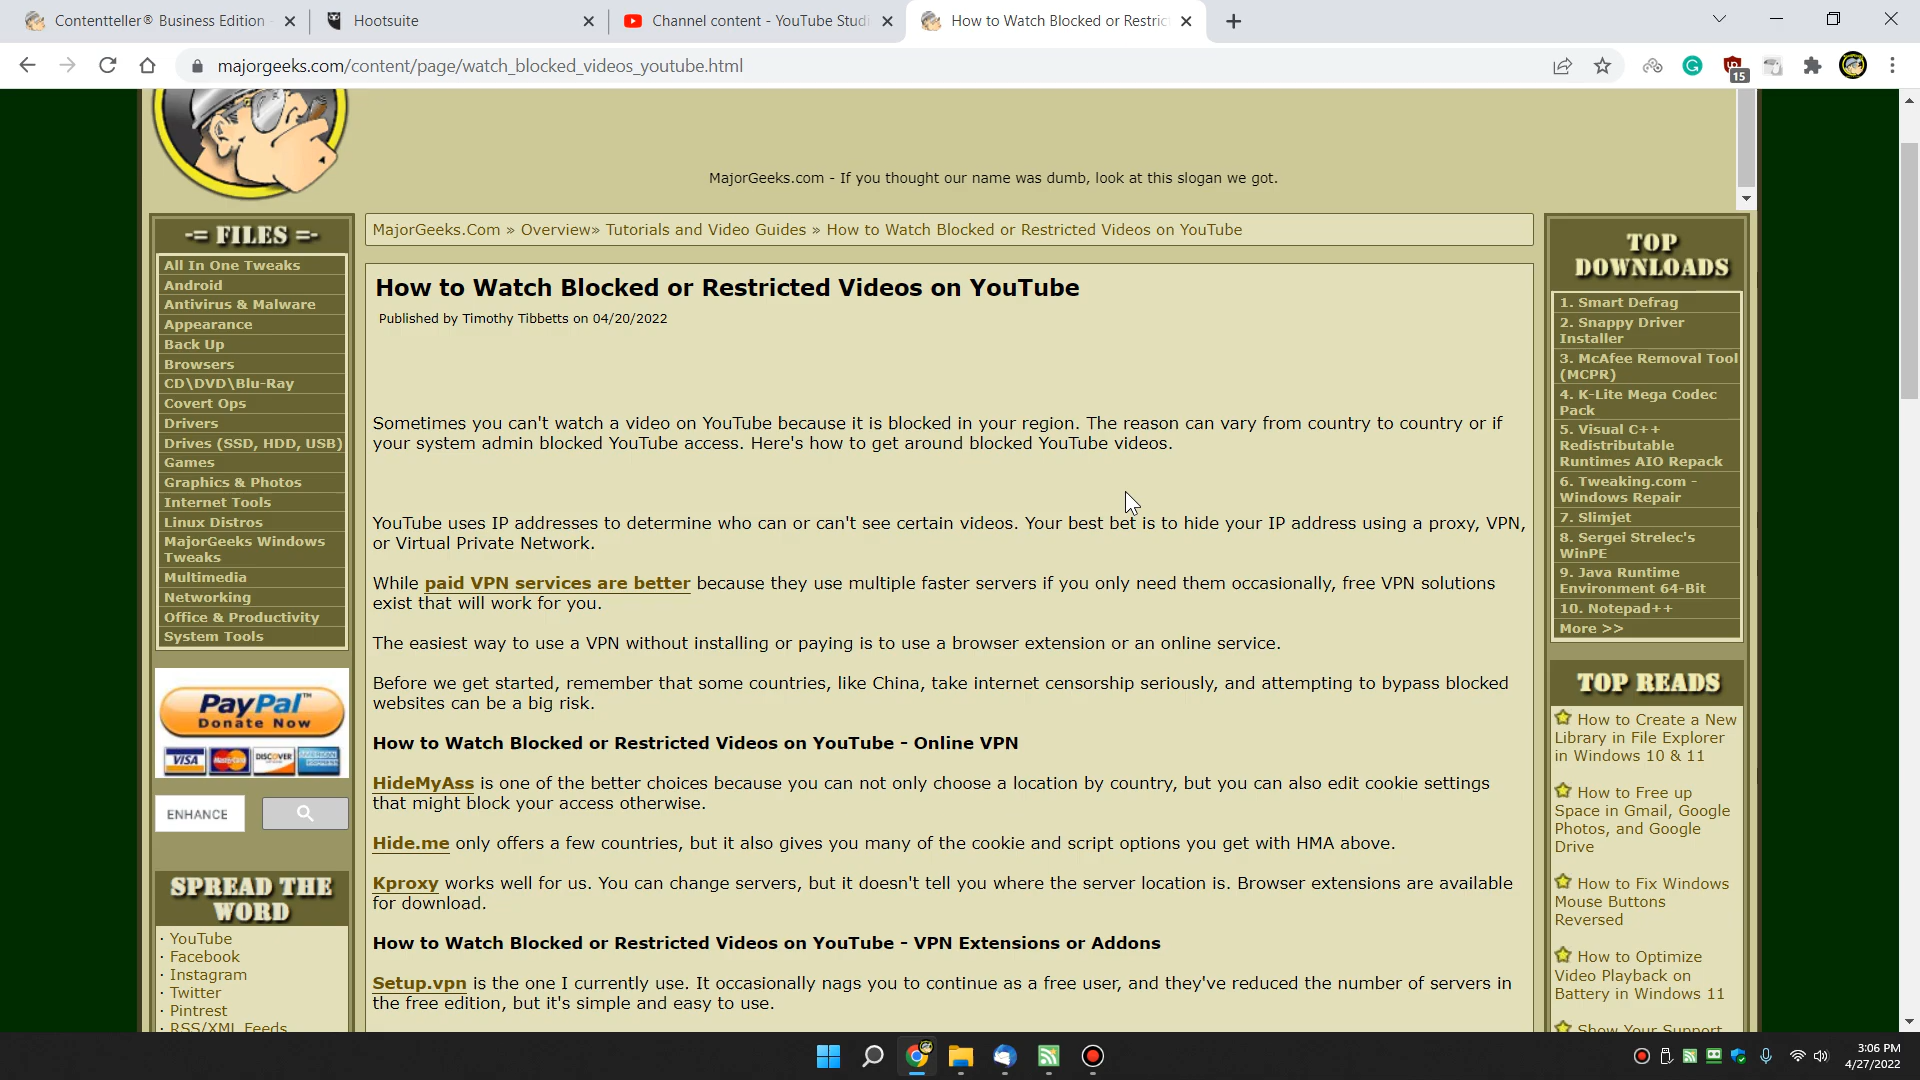 Contentteller® Business Edition -
Hootsuite
Channel content - YouTube Studi
How to Watch Blocked or Restric
majorgeeks.com/content/page/watch_blocked_videos_youtube.html
15
MajorGeeks.com - If you thought our name was dumb, look at this slogan we got.
-= FILES =-
All In One Tweaks
Android
Antivirus & Malware
Appearance
Back Up
Browsers
CD\DVD\Blu-Ray
Covert Ops
Drivers
Drives (SSD, HDD, USB)
Games
Graphics & Photos
Internet Tools
Linux Distros
MajorGeeks Windows
Tweaks
Multimedia
Networking
Office & Productivity
System Tools
PayPal™
Donate Now
VISA
MasterCard
DISCOVER
AMERICAN EXPRESS
ENHANCE
SPREAD THE
WORD
· YouTube
· Facebook
· Instagram
· Twitter
· Pintrest
· RSS/XML Feeds
MajorGeeks.Com » Overview» Tutorials and Video Guides » How to Watch Blocked or Restricted Videos on YouTube
How to Watch Blocked or Restricted Videos on YouTube
Published by Timothy Tibbetts on 04/20/2022
Sometimes you can't watch a video on YouTube because it is blocked in your region. The reason can vary from country to country or if
your system admin blocked YouTube access. Here's how to get around blocked YouTube videos.
YouTube uses IP addresses to determine who can or can't see certain videos. Your best bet is to hide your IP address using a proxy, VPN,
or Virtual Private Network.
While paid VPN services are better because they use multiple faster servers if you only need them occasionally, free VPN solutions
exist that will work for you.
The easiest way to use a VPN without installing or paying is to use a browser extension or an online service.
Before we get started, remember that some countries, like China, take internet censorship seriously, and attempting to bypass blocked
websites can be a big risk.
How to Watch Blocked or Restricted Videos on YouTube - Online VPN
HideMyAss is one of the better choices because you can not only choose a location by country, but you can also edit cookie settings
that might block your access otherwise.
Hide.me only offers a few countries, but it also gives you many of the cookie and script options you get with HMA above.
Kproxy works well for us. You can change servers, but it doesn't tell you where the server location is. Browser extensions are available
for download.
How to Watch Blocked or Restricted Videos on YouTube - VPN Extensions or Addons
Setup.vpn is the one I currently use. It occasionally nags you to continue as a free user, and they've reduced the number of servers in
the free edition, but it's simple and easy to use.
TOP
DOWNLOADS
1. Smart Defrag
2. Snappy Driver
Installer
3. McAfee Removal Tool
(MCPR)
4. K-Lite Mega Codec
Pack
5. Visual C++
Redistributable
Runtimes AIO Repack
6. Tweaking.com -
Windows Repair
7. Slimjet
8. Sergei Strelec's
WinPE
9. Java Runtime
Environment 64-Bit
10. Notepad++
More >>
TOP READS
How to Create a New
Library in File Explorer
in Windows 10 & 11
How to Free up
Space in Gmail, Google
Photos, and Google
Drive
How to Fix Windows
Mouse Buttons
Reversed
How to Optimize
Video Playback on
Battery in Windows 11
Show Your Support
3:06 PM
4/27/2022